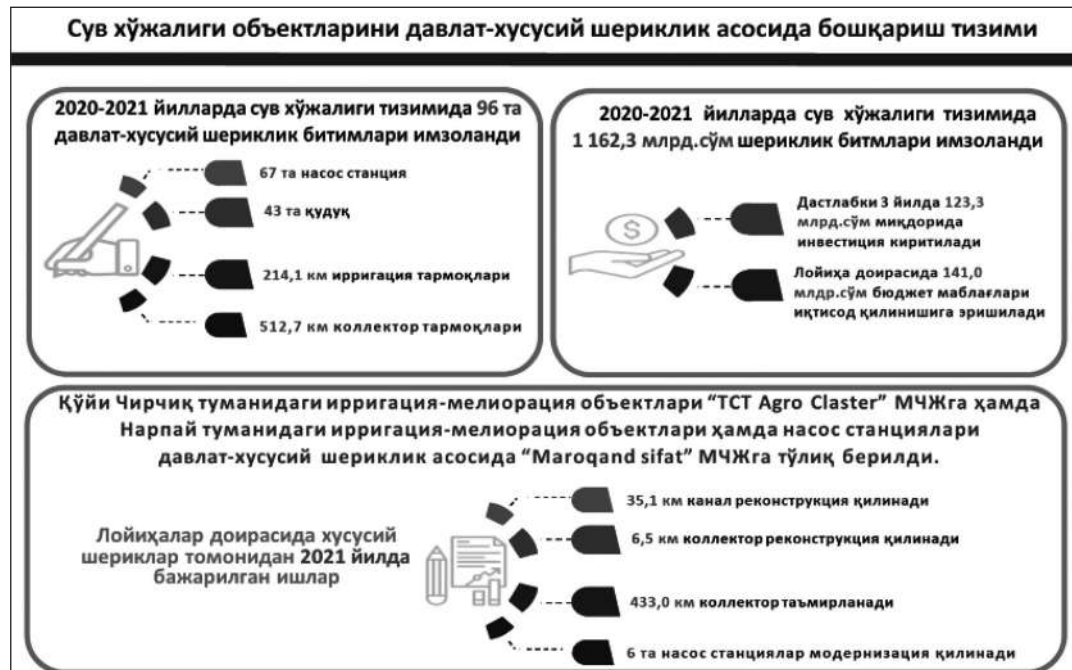 Сув хўжалиги объектларини давлат-хусусий шериклик асосида бошқариш тизими
2020-2021 йилларда сув хўжалиги тизимида 96 та
давлат-хусусий шериклик битимлари имзоланди
67 та насос станция
43 та қудуқ
214,1 км ирригация тармоқлари
512,7 км коллектор тармоқлари
2020-2021 йилларда сув хўжалиги тизимида
1 162,3 млрд.сўм шериклик битмлари имзоланди
$
Дастлабки 3 йилда 123,3
млрд.сўм миқдорида
инвестиция киритилади
Лойиҳа доирасида 141,0
млдр.сўм бюджет маблағлари
иқтисод қилинишига эришилади
Қўйи Чирчиқ туманидаги ирригация-мелиорация объектлари “TCT Agro Claster” МЧЖга ҳамда
Нарпай туманидаги ирригация-мелиорация объектлари ҳамда насос станциялари
давлат-хусусий шериклик асосида “Maroqand sifat” МЧЖга тўлиқ берилди.
Лойиҳалар доирасида хусусий
шериклар томонидан 2021 йилда
бажарилган ишлар
35,1 км канал реконструкция қилинади
6,5 км коллектор реконструкция қилинади
433,0 км коллектор таъмирланади
6 та насос станциялар модернизация қилинади